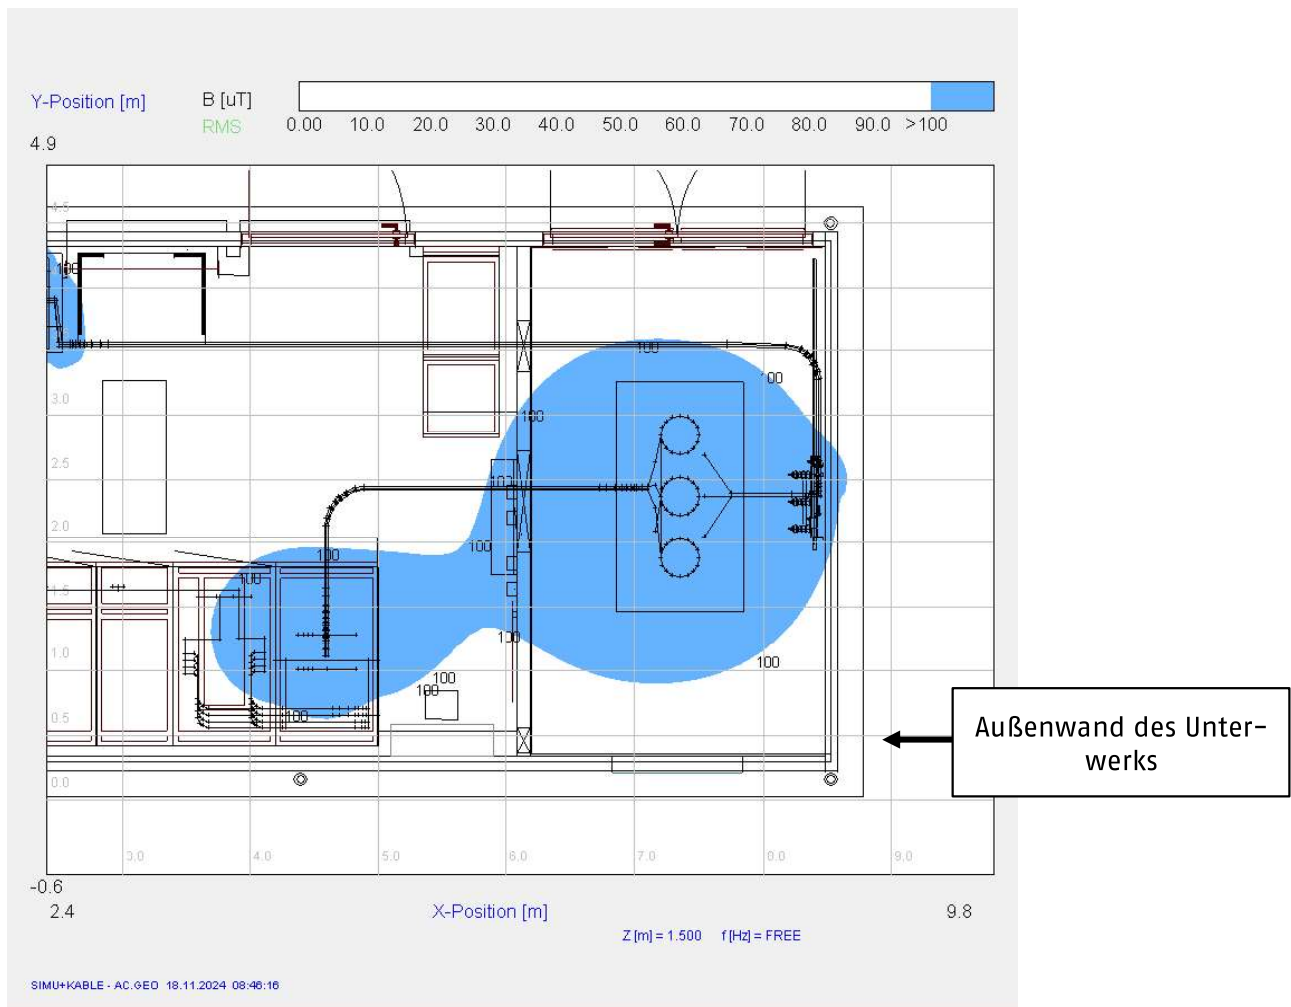 Y-Position [m]
B [uT]
RMS
0.00 10.0 20.0 30.0 40.0 50.0 60.0 70.0 80.0 90.0 >100
4.9
4.5
100
100
100
3.0
100
2.5
100
2.0
100
100
100
1.5
100
1.0
100
100
100
0.5
100
Außenwand des Unter-
werks
0.0
3.0 4.0 5.0 6.0 7.0 8.0 9.0
-0.6
2.4
X-Position [m]
9.8
Z [m] = 1.500 f [Hz] = FREE
SIMU+KABLE - AC.GEO 18.11.2024 08:46:16